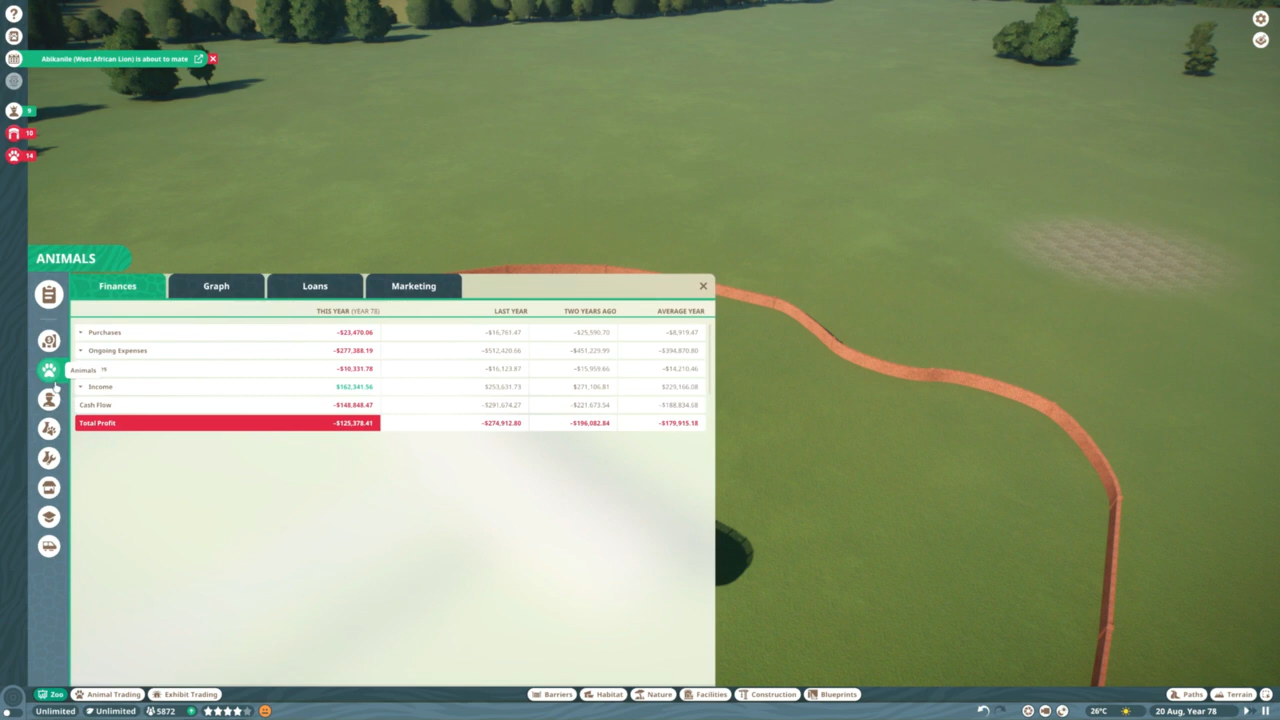 ?
Abikanile (West African Lion) is about to mate
9
10
14
ANIMALS
Finances Graph Loans Marketing
THIS YEAR (YEAR 78) LAST YEAR TWO YEARS AGO AVERAGE YEAR
Purchases -$23,470.06 -$16,761.47 -$25,590.70 -$8,919.47
Ongoing Expenses -$277,388.19 -$512,420.66 -$451,229.99 -$394,870.80
Animals -$10,331.78 -$16,123.87 -$15,959.66 -$14,210.46
Income $162,341.56 $253,631.73 $271,106.81 $229,166.08
Cash Flow -$148,848.47 -$291,674.27 -$221,673.54 -$188,834.68
Total Profit -$125,378.41 -$274,912.80 -$196,082.84 -$179,915.18
Zoo Animal Trading Exhibit Trading Barriers Habitat Nature Facilities Construction Blueprints Paths Terrain
Unlimited Unlimited 5872 26°C 20 Aug, Year 78